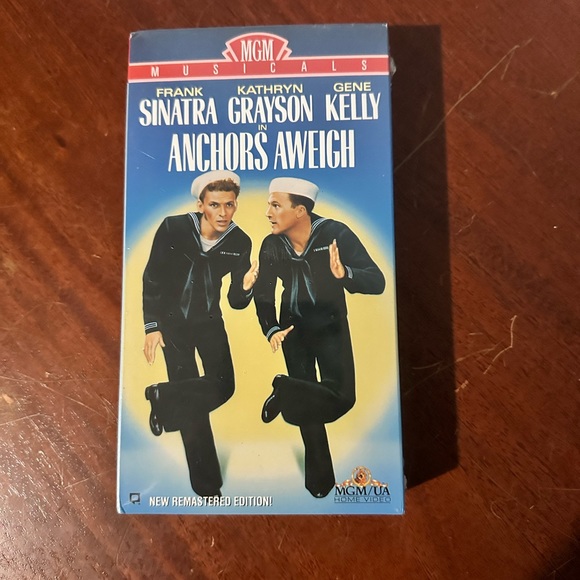 MGM
MUSICALS
FRANK KATHRYN GENE
SINATRA GRAYSON KELLY
IN
ANCHORS AWEIGH
NEW REMASTERED EDITION!
MGM/UA
HOME VIDEO